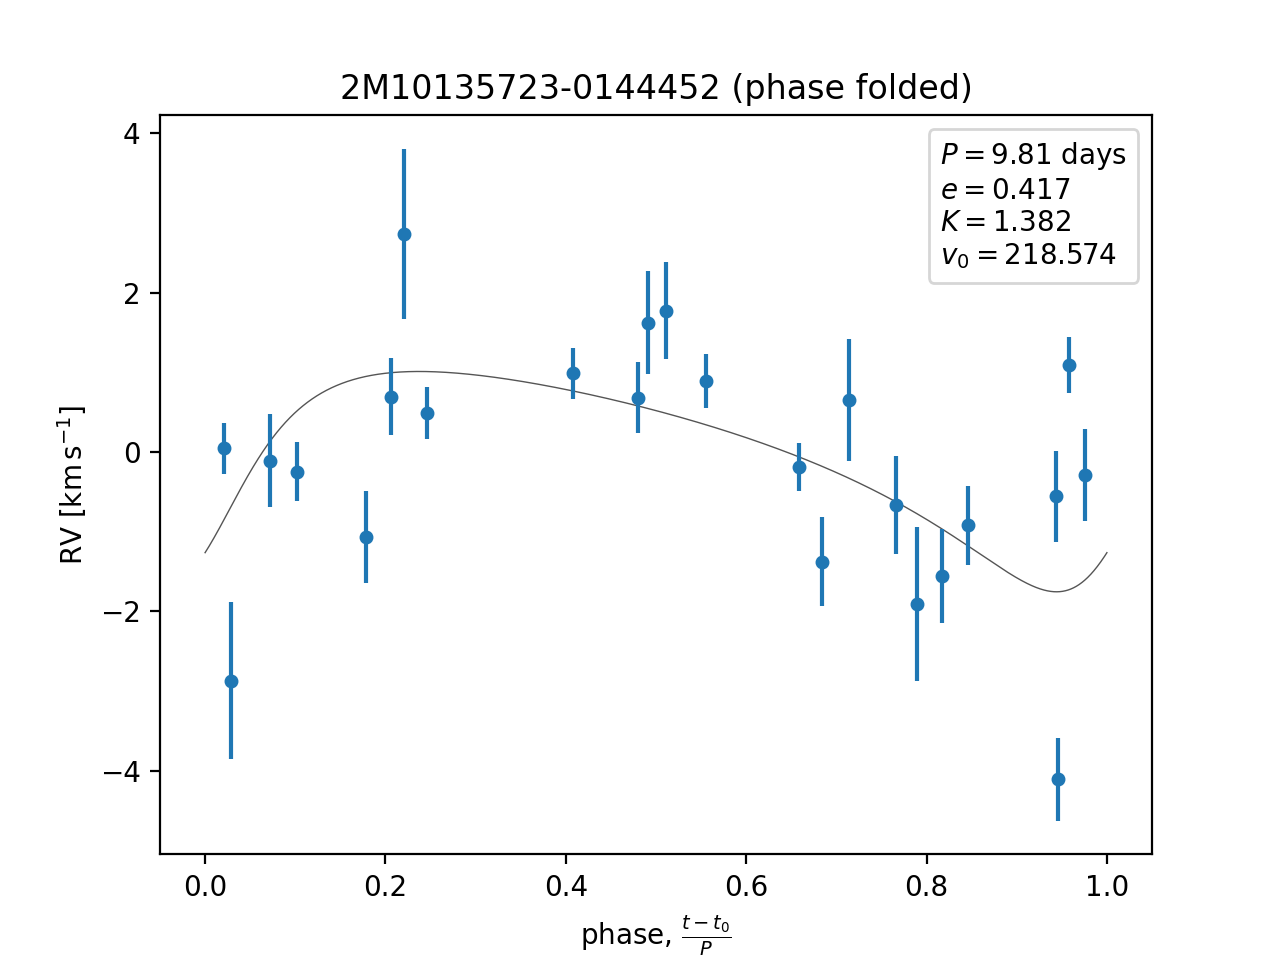 2M10135723-0144452 (phase folded)
P = 9.81 days
e = 0.417
K = 1.382
v₀ = 218.574
RV [km s⁻¹]
4
2
0
−2
−4
0.0 0.2 0.4 0.6 0.8 1.0
phase, (t − t₀)/P